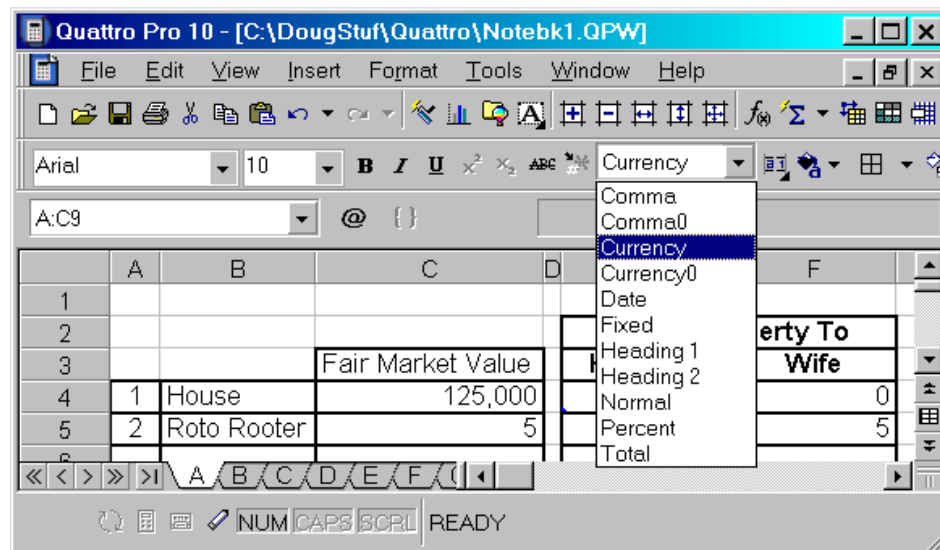 Quattro Pro 10 - [C:\DougStuf\Quattro\Notebk1.QPW]
File Edit View Insert Format Tools Window Help
Arial 10 B I U x² x₂ ABC Currency
A:C9 @ { }
Comma
Comma0
Currency
Currency0
Date
Fixed
Heading 1
Heading 2
Normal
Percent
Total
A B C D F
1
2 erty To
3 Fair Market Value Wife
4 1 House 125,000 0
5 2 Roto Rooter 5 5
A B C D E F
NUM CAPS SCRL READY